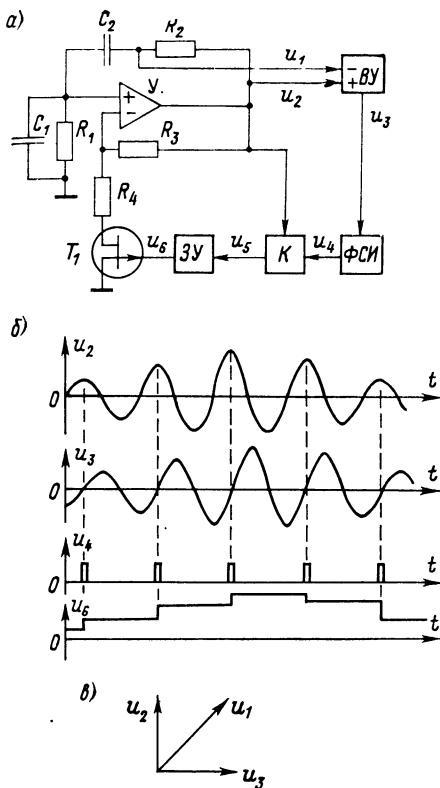 а)
C₂ R₂ u₁
− ВУ
У. + u₂
+
− u₃
C₁ R₁ R₃
R₄
T₁ u₆ ЗУ u₅ К u₄ ФСИ
б)
u₂
0 t
u₃
0 t
u₄
0 t
u₆
0 t
в)
u₂ u₁
u₃